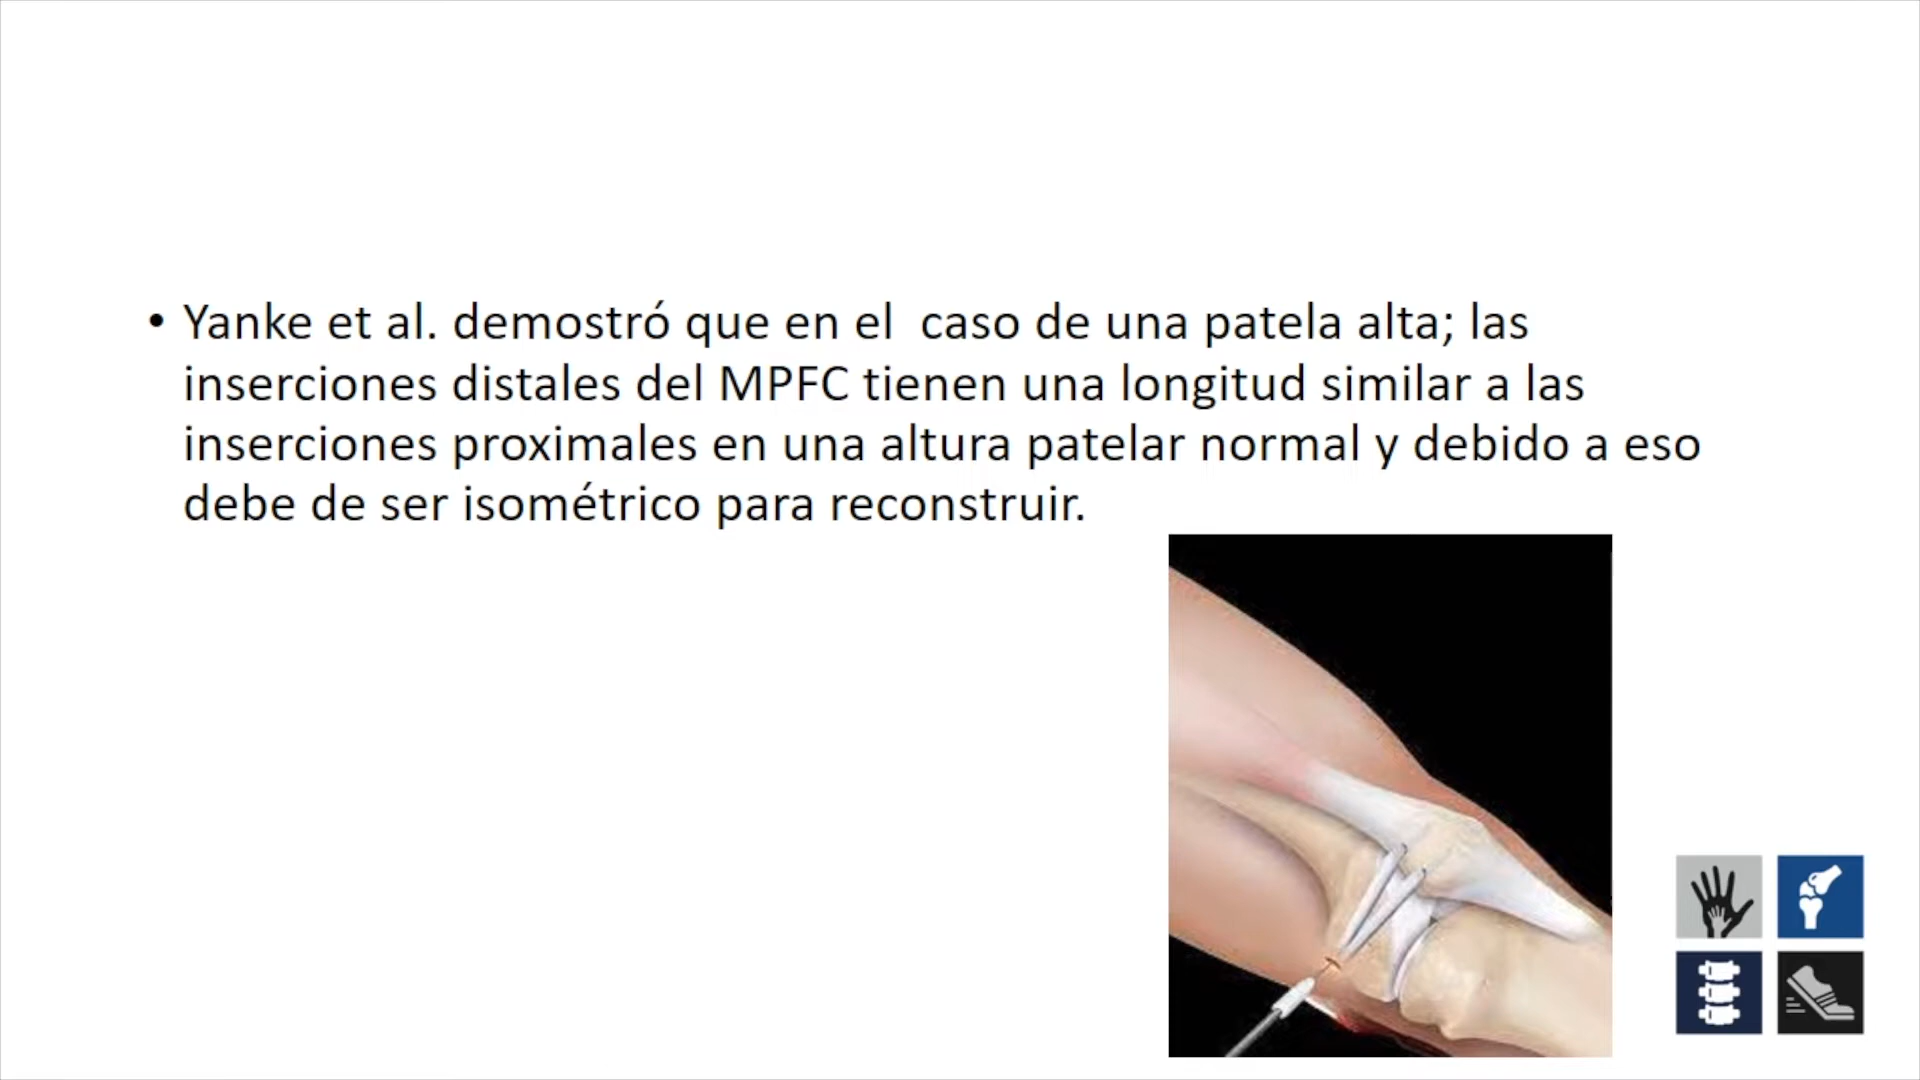 • Yanke et al. demostró que en el  caso de una patela alta; las
inserciones distales del MPFC tienen una longitud similar a las
inserciones proximales en una altura patelar normal y debido a eso
debe de ser isométrico para reconstruir.